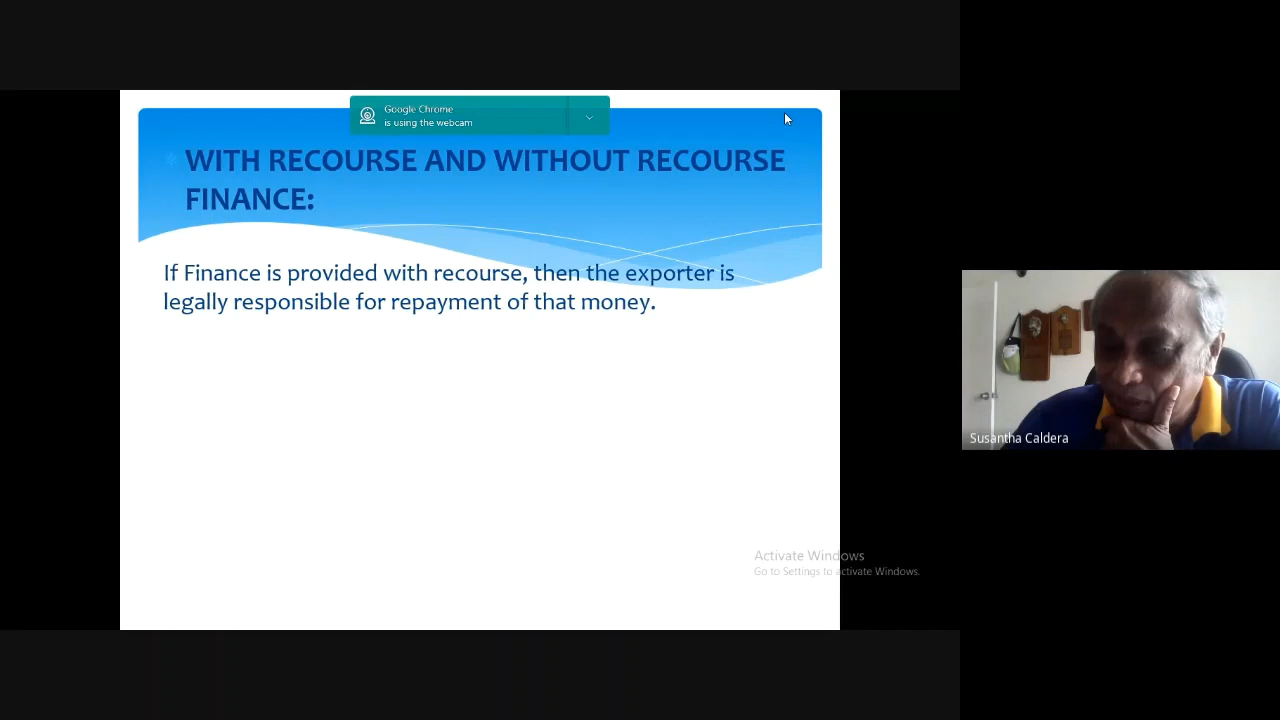 Google Chrome
is using the webcam
* WITH RECOURSE AND WITHOUT RECOURSE
FINANCE:
If Finance is provided with recourse, then the exporter is
legally responsible for repayment of that money.
Susantha Caldera
Activate Windows
Go to Settings to activate Windows.